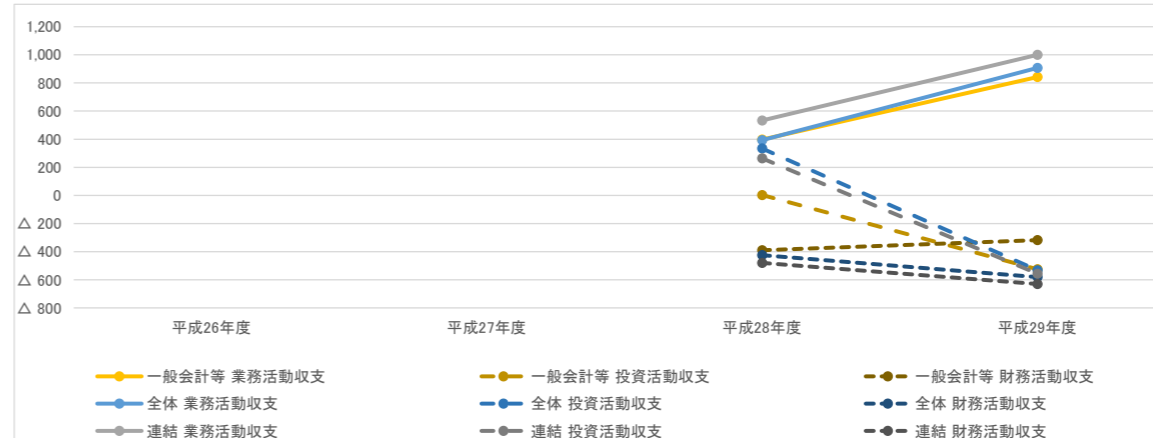 1,200
1,000
800
600
400
200
0
△ 200
△ 400
△ 600
△ 800
平成26年度 平成27年度 平成28年度 平成29年度
一般会計等 業務活動収支 一般会計等 投資活動収支 一般会計等 財務活動収支
全体 業務活動収支 全体 投資活動収支 全体 財務活動収支
連結 業務活動収支 連結 投資活動収支 連結 財務活動収支